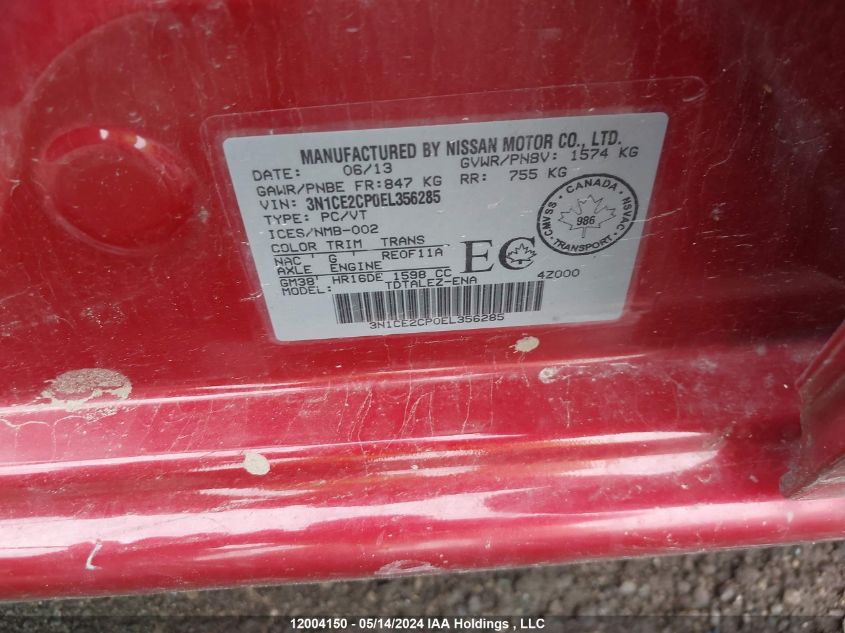 MANUFACTURED BY NISSAN MOTOR CO., LTD.
DATE: 06/13 GVWR/PNBV: 1574 KG
GAWR/PNBE FR:847 KG RR: 755 KG
VIN: 3N1CE2CP0EL356285
TYPE: PC/VT
ICES/NMB-002
COLOR TRIM TRANS
NAC ' G ' RE0F11A
AXLE ENGINE
GM38' HR16DE 1598 CC
MODEL: TDTALEZ-ENA 4Z000
EC
3N1CE2CP0EL356285
CANADA
CMVSS
NSVAC
986
TRANSPORT
12004150 - 05/14/2024 IAA Holdings , LLC